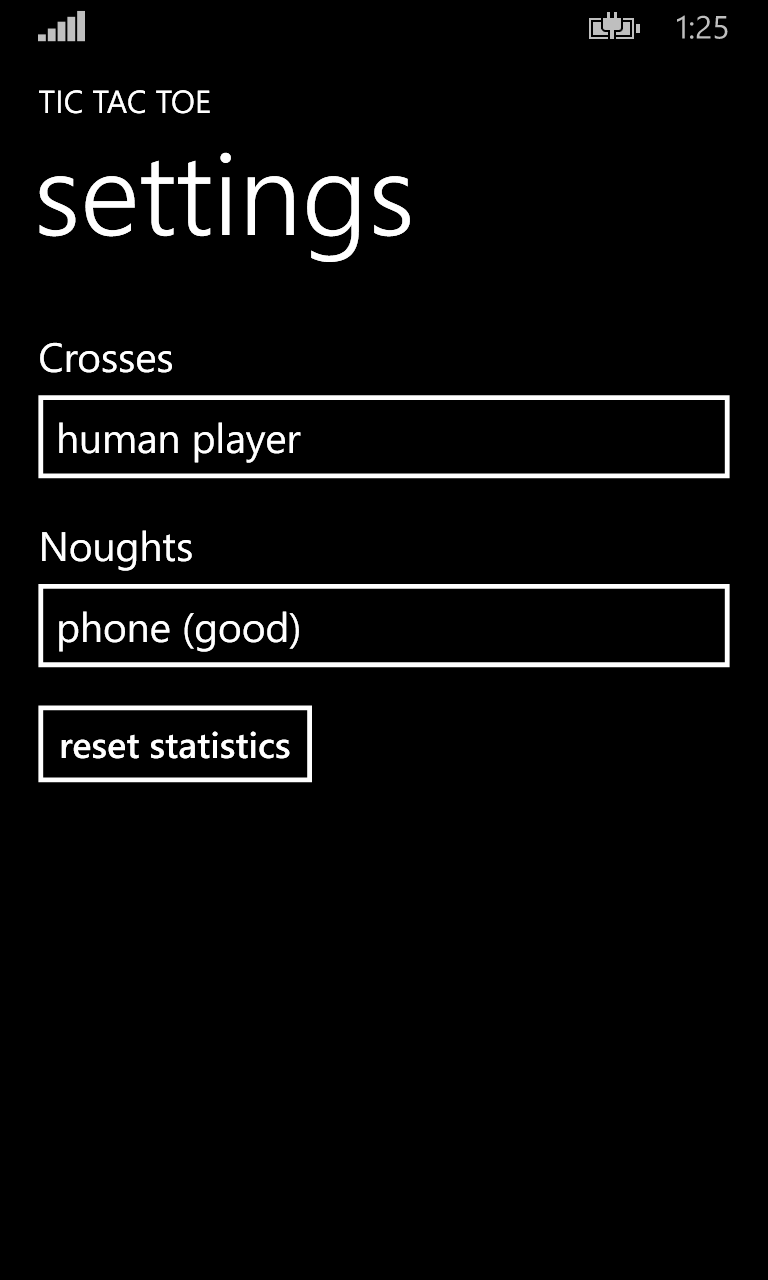 1:25
TIC TAC TOE
settings
Crosses
human player
Noughts
phone (good)
reset statistics